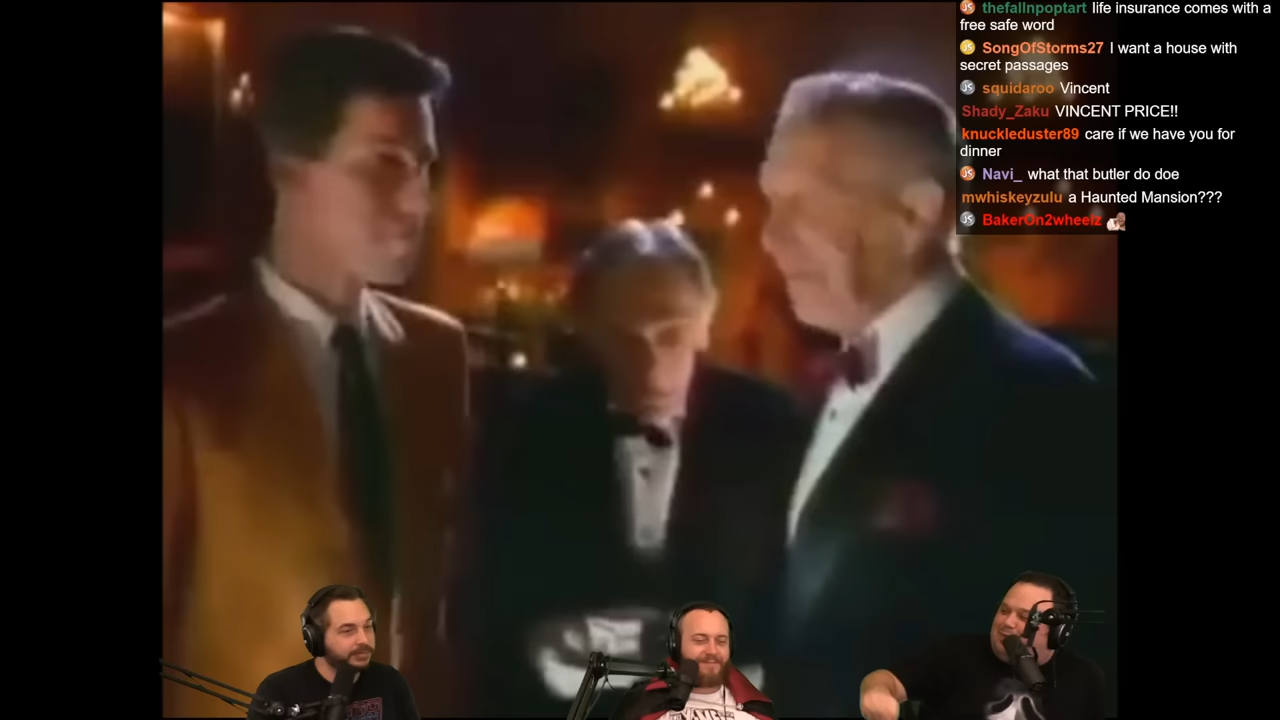 thefallnpoptart life insurance comes with a
free safe word
SongOfStorms27 I want a house with
secret passages
squidaroo Vincent
Shady_Zaku VINCENT PRICE!!
knuckleduster89 care if we have you for
dinner
Navi_ what that butler do doe
mwhiskeyzulu a Haunted Mansion???
BakerOn2wheelz